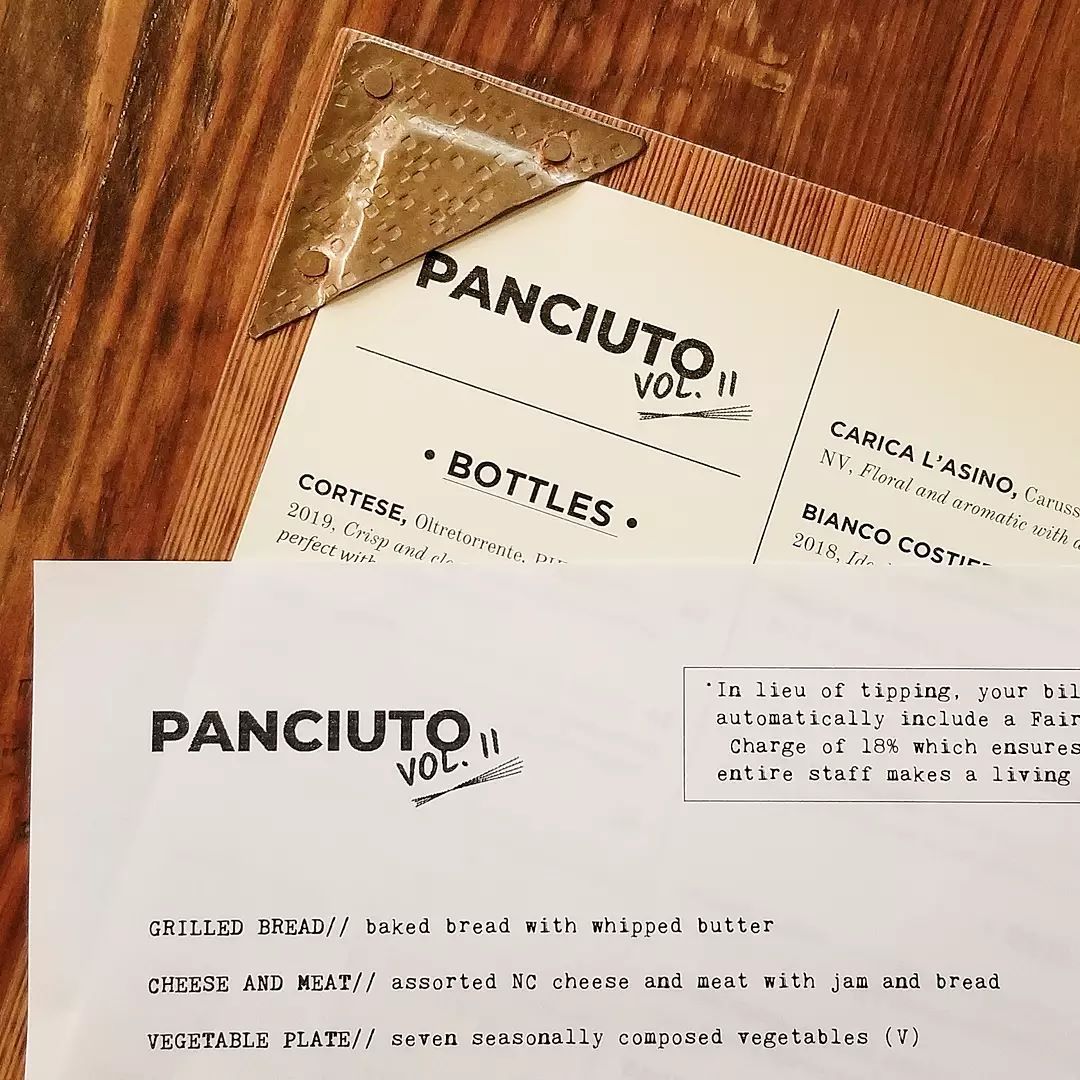 PANCIUTO
VOL. II
• BOTTLES •
CORTESE, Oltretorrente,
2019, Crisp and
perfect with
CARICA L'ASINO,
NV, Floral and aromatic with
BIANCO
2018,
PANCIUTO
VOL. II
*In lieu of tipping, your
automatically include a Fair
Charge of 18% which ensures
entire staff makes a living
GRILLED BREAD// baked bread with whipped butter
CHEESE AND MEAT// assorted NC cheese and meat with jam and bread
VEGETABLE PLATE// seven seasonally composed vegetables (V)